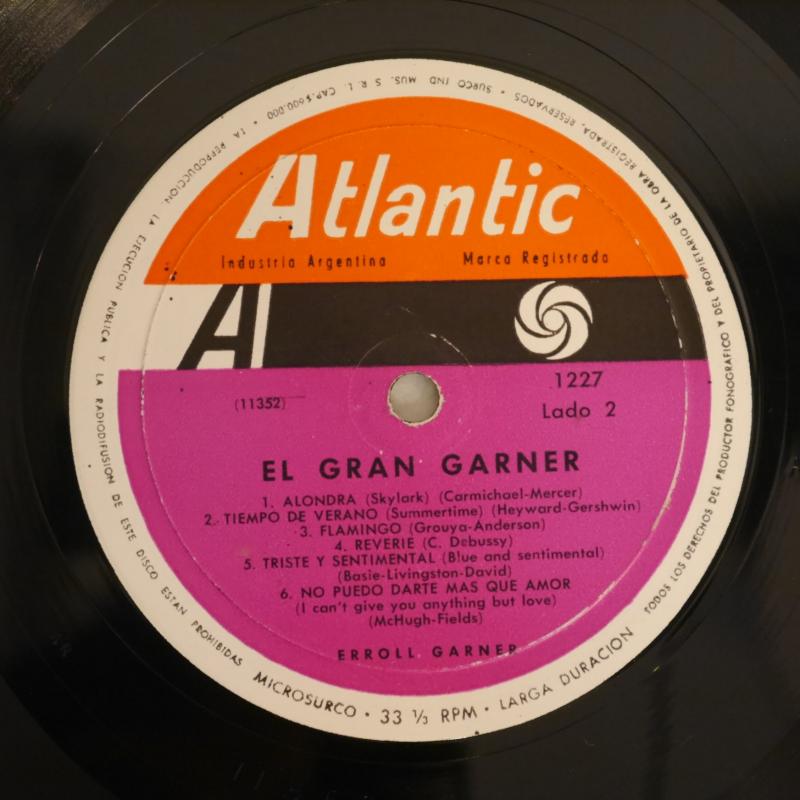 Atlantic
Industria Argentina Marca Registrada
A
1227
(11352) Lado 2
EL GRAN GARNER
1. ALONDRA (Skylark) (Carmichael-Mercer)
2. TIEMPO DE VERANO (Summertime) (Heyward-Gershwin)
3. FLAMINGO (Grouya-Anderson)
4. REVERIE (C. Debussy)
5. TRISTE Y SENTIMENTAL (Blue and sentimental)
(Basie-Livingston-David)
6. NO PUEDO DARTE MAS QUE AMOR
(I can't give you anything but love)
(McHugh-Fields)
ERROLL GARNER
MICROSURCO · 33 1/3 RPM · LARGA DURACION
TODOS LOS DERECHOS DEL PRODUCTOR FONOGRAFICO Y DEL PROPIETARIO DE LA OBRA REGISTRADA, RESERVADOS · SURCO IND MUS. S R L CAP. $600.000 · LA REPRODUCCION, LA EJECUCION PUBLICA Y LA RADIODIFUSION DE ESTE DISCO ESTAN PROHIBIDAS